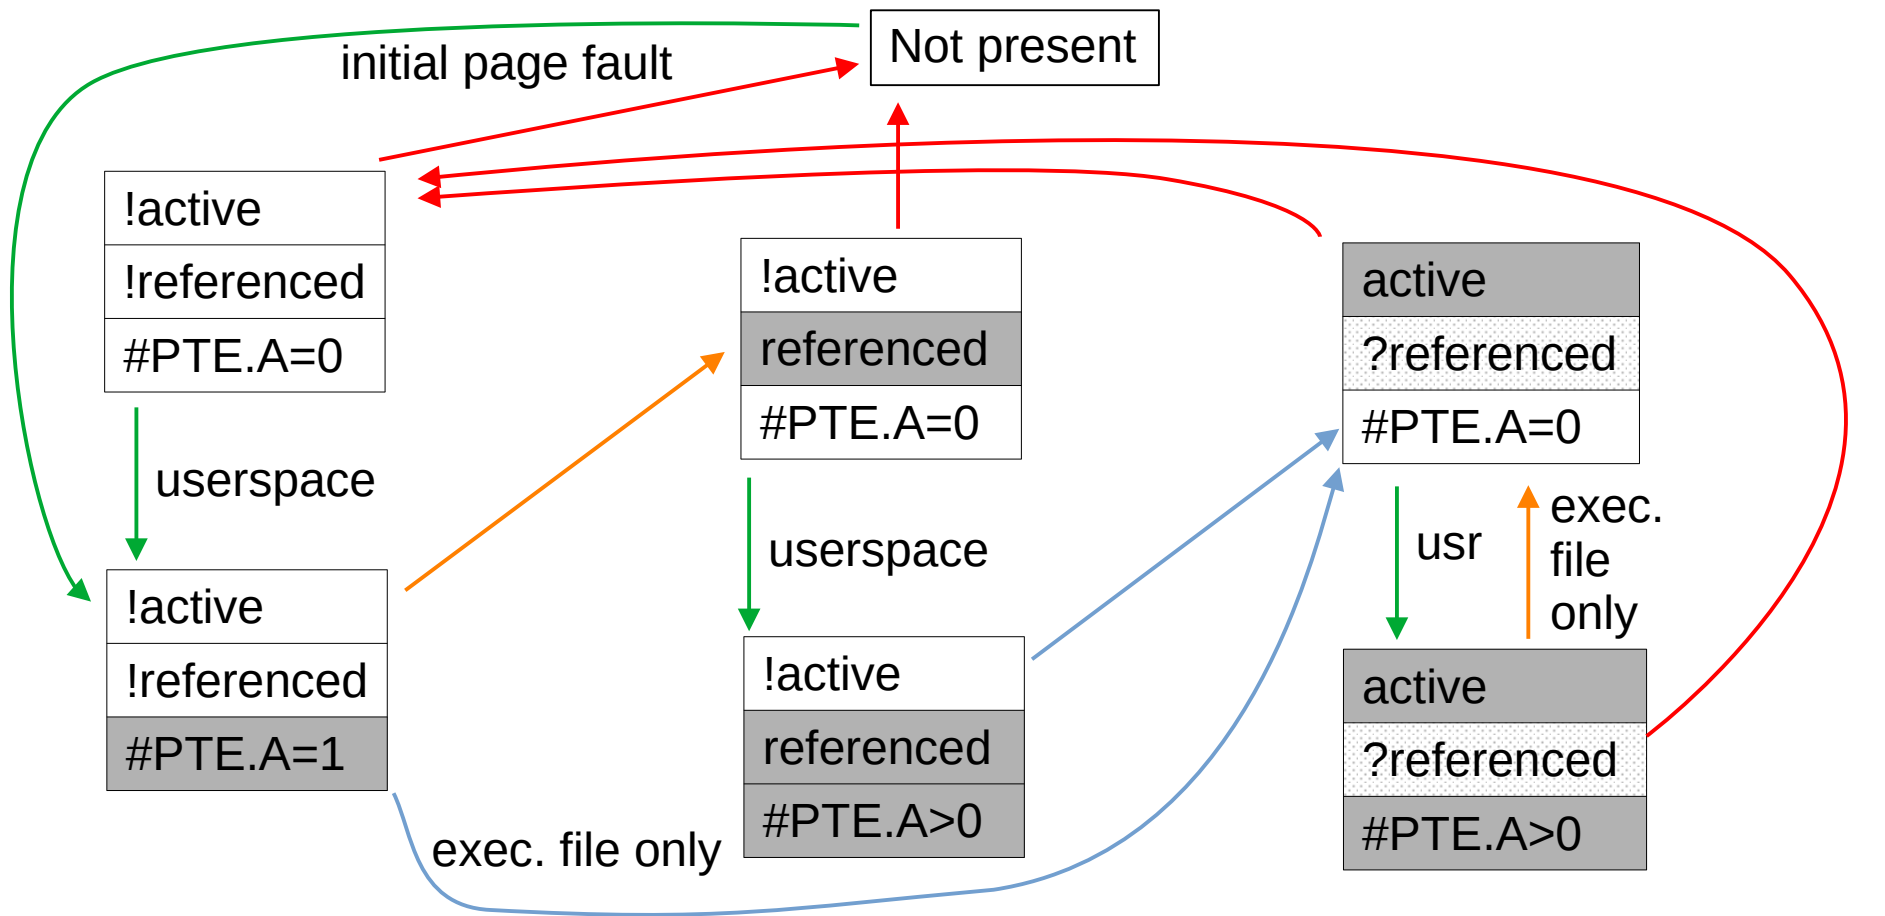 Not present
initial page fault
!active
!referenced
#PTE.A=0
!active
referenced
#PTE.A=0
active
?referenced
#PTE.A=0
userspace
userspace
usr
exec.
file
only
!active
!referenced
#PTE.A=1
!active
referenced
#PTE.A>0
active
?referenced
#PTE.A>0
exec. file only